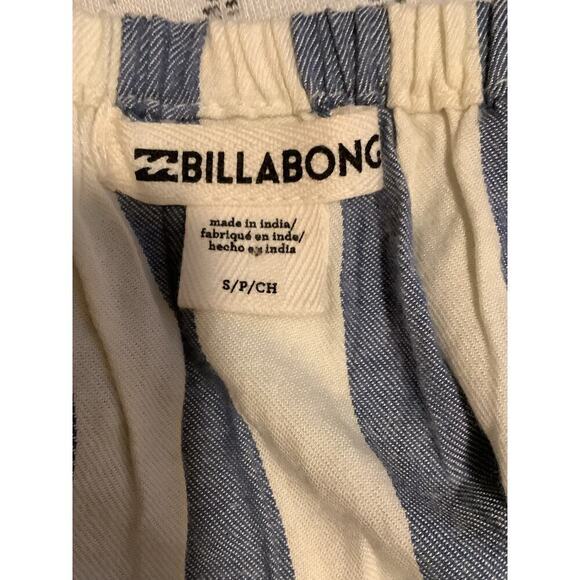 BILLABONG
made in india/
fabriqué en inde/
hecho en india
S/P/CH